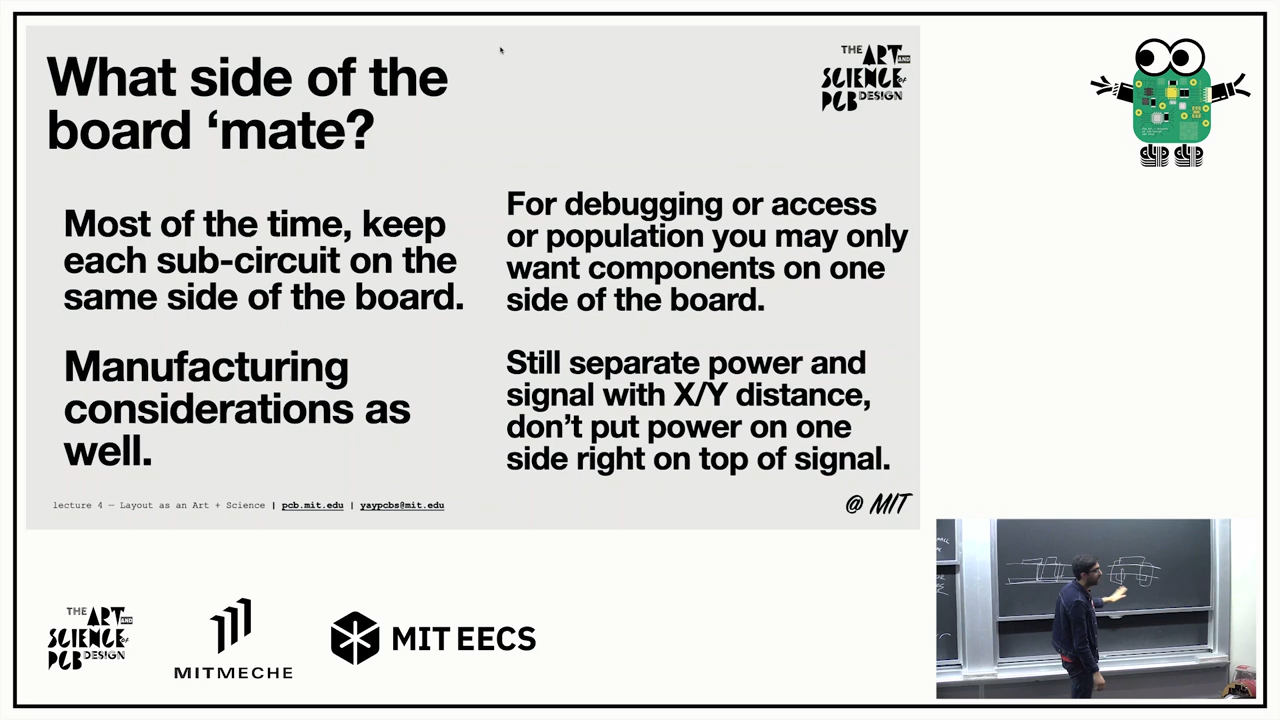 What side of the
board ‘mate?
THE ART AND
SCIENCE of
PCB DESIGN
Most of the time, keep
each sub-circuit on the
same side of the board.
Manufacturing
considerations as
well.
For debugging or access
or population you may only
want components on one
side of the board.
Still separate power and
signal with X/Y distance,
don’t put power on one
side right on top of signal.
lecture 4 — Layout as an Art + Science | pcb.mit.edu | yaypcbs@mit.edu
@ MIT
THE ART AND
SCIENCE of
PCB DESIGN
MITMECHE
MIT EECS